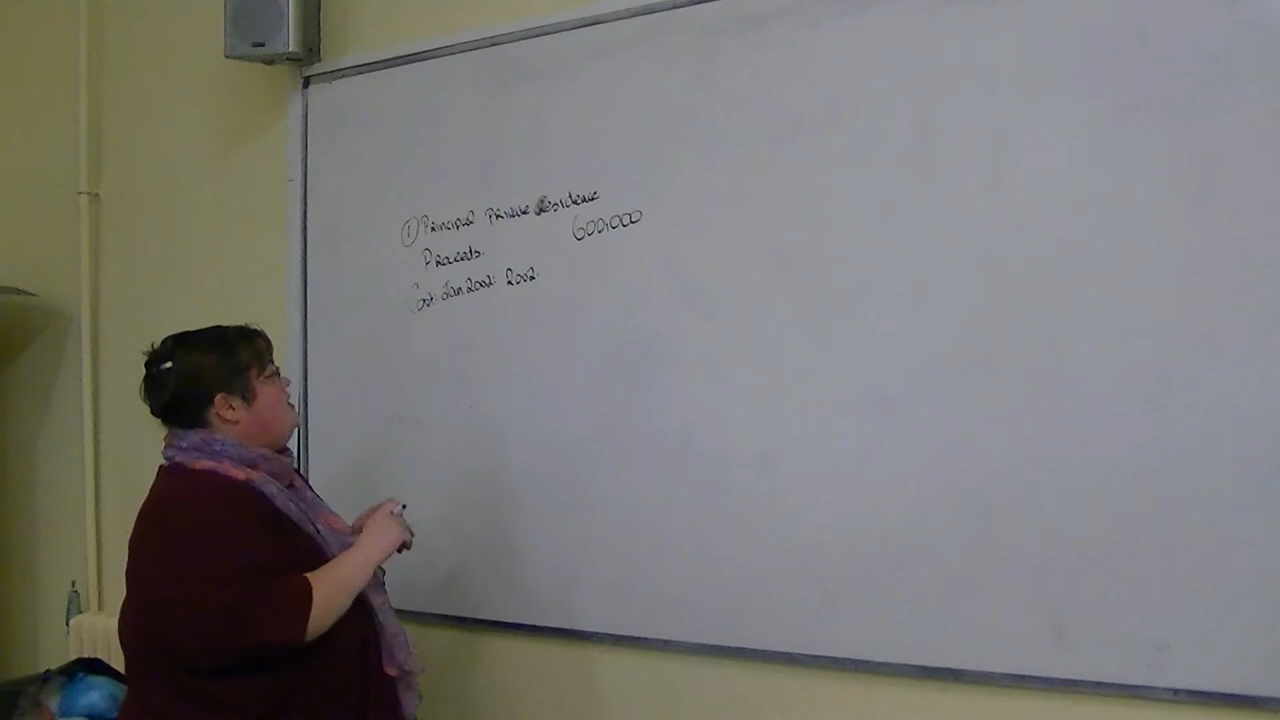 ① Principal Private Residence
Proceeds. 600,000
Cost: Jan 2002: 2002.